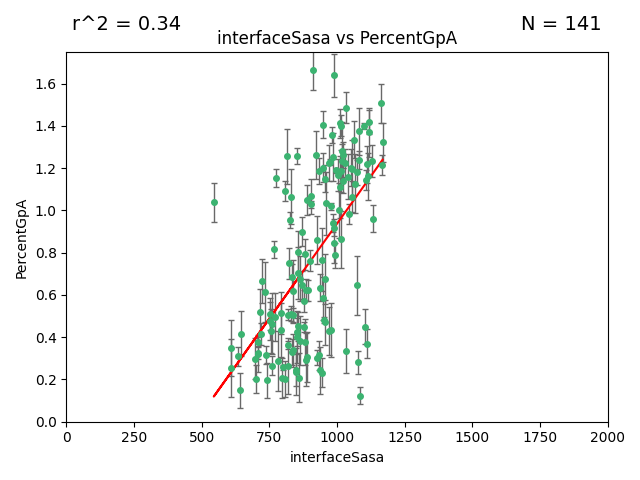 r^2 = 0.34
N = 141
interfaceSasa vs PercentGpA
PercentGpA
1.6
1.4
1.2
1.0
0.8
0.6
0.4
0.2
0.0
0 250 500 750 1000 1250 1500 1750 2000
interfaceSasa